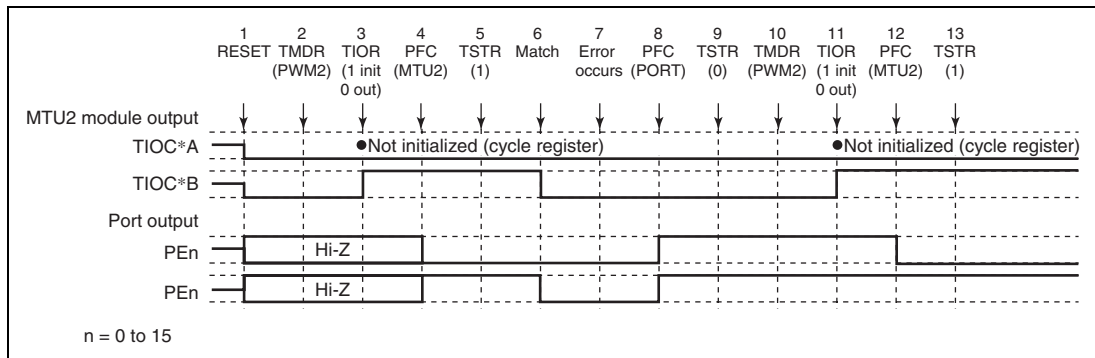 1 2 3 4 5 6 7 8 9 10 11 12 13
RESET TMDR TIOR PFC TSTR Match Error PFC TSTR TMDR TIOR PFC TSTR
(PWM2) (1 init (MTU2) (1) occurs (PORT) (0) (PWM2) (1 init (MTU2) (1)
0 out) 0 out)
MTU2 module output
TIOC*A ●Not initialized (cycle register) ●Not initialized (cycle register)
TIOC*B
Port output
PEn Hi-Z
PEn Hi-Z
n = 0 to 15